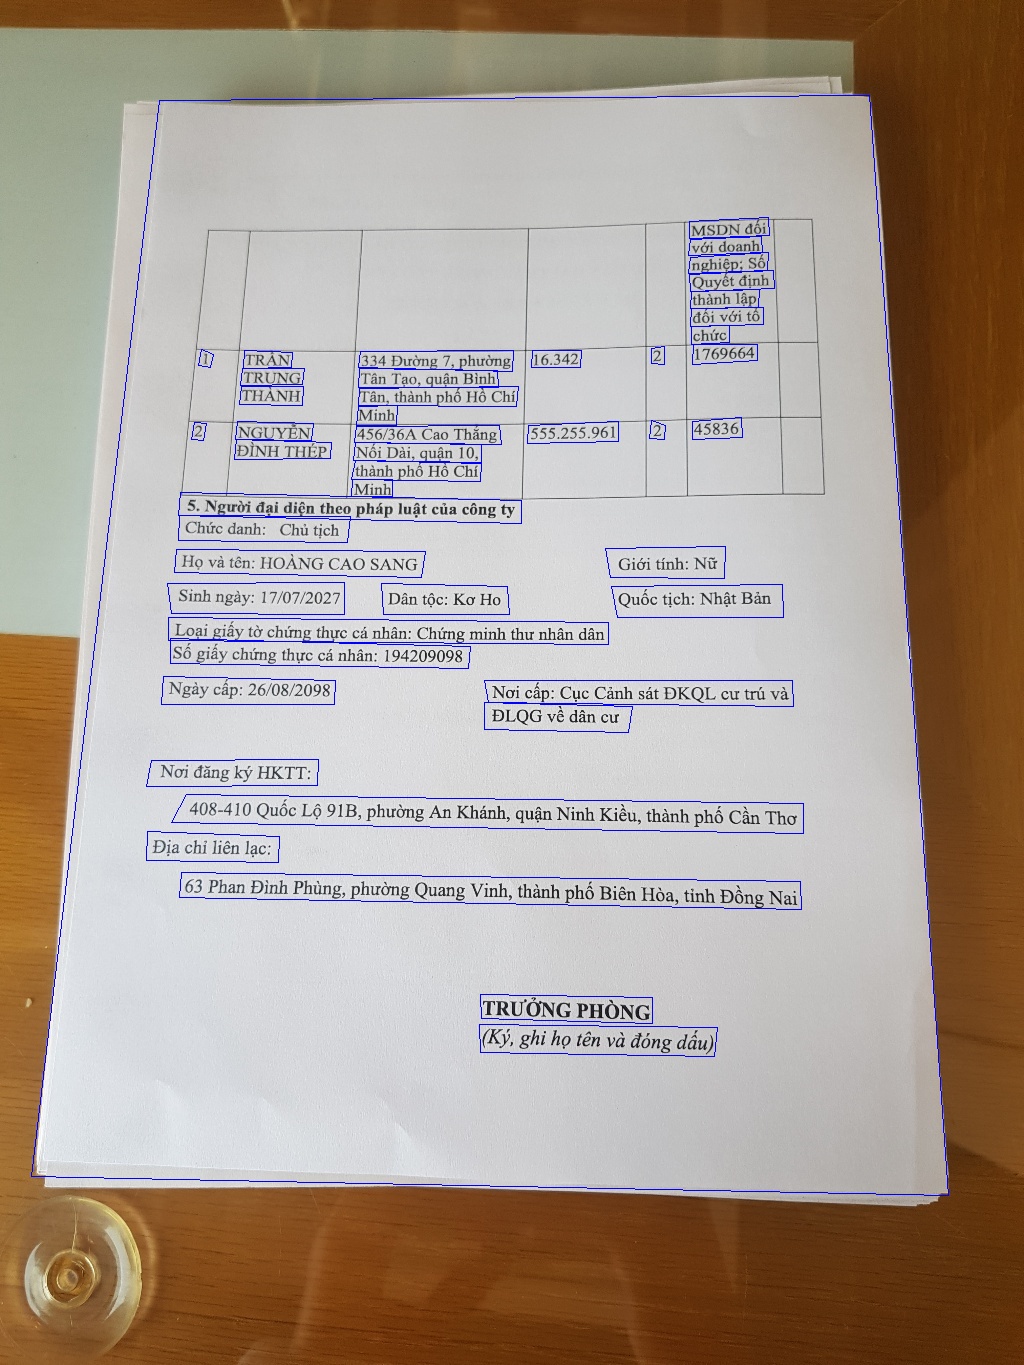 MSDN đối
với doanh
nghiệp; Số
Quyết định
thành lập
đối với tổ
chức
1 TRẦN 334 Đường 7, phường 16.342 2 1769664
TRUNG Tân Tạo, quận Bình
THÀNH Tân, thành phố Hồ Chí
Minh
2 NGUYỄN 456/36A Cao Thắng 555.255.961 2 45836
ĐÌNH THÉP Nối Dài, quận 10,
thành phố Hồ Chí
Minh
5. Người đại diện theo pháp luật của công ty
Chức danh: Chủ tịch
Họ và tên: HOÀNG CAO SANG Giới tính: Nữ
Sinh ngày: 17/07/2027 Dân tộc: Kơ Ho Quốc tịch: Nhật Bản
Loại giấy tờ chứng thực cá nhân: Chứng minh thư nhân dân
Số giấy chứng thực cá nhân: 194209098
Ngày cấp: 26/08/2098 Nơi cấp: Cục Cảnh sát ĐKQL cư trú và
ĐLQG về dân cư
Nơi đăng ký HKTT:
408-410 Quốc Lộ 91B, phường An Khánh, quận Ninh Kiều, thành phố Cần Thơ
Địa chỉ liên lạc:
63 Phan Đình Phùng, phường Quang Vinh, thành phố Biên Hòa, tỉnh Đồng Nai
TRƯỞNG PHÒNG
(Ký, ghi họ tên và đóng dấu)